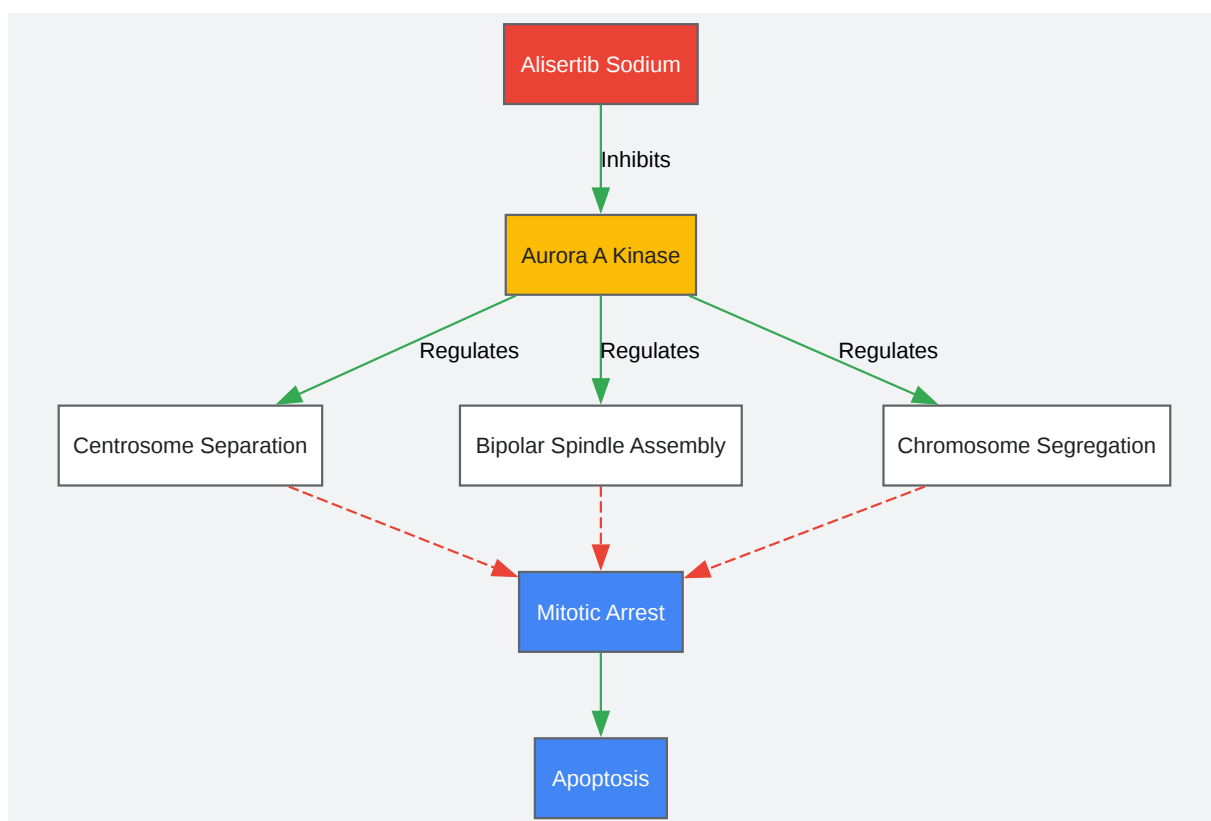 Alisertib Sodium
Inhibits
Aurora A Kinase
Regulates
Regulates
Regulates
Centrosome Separation
Bipolar Spindle Assembly
Chromosome Segregation
Mitotic Arrest
Apoptosis